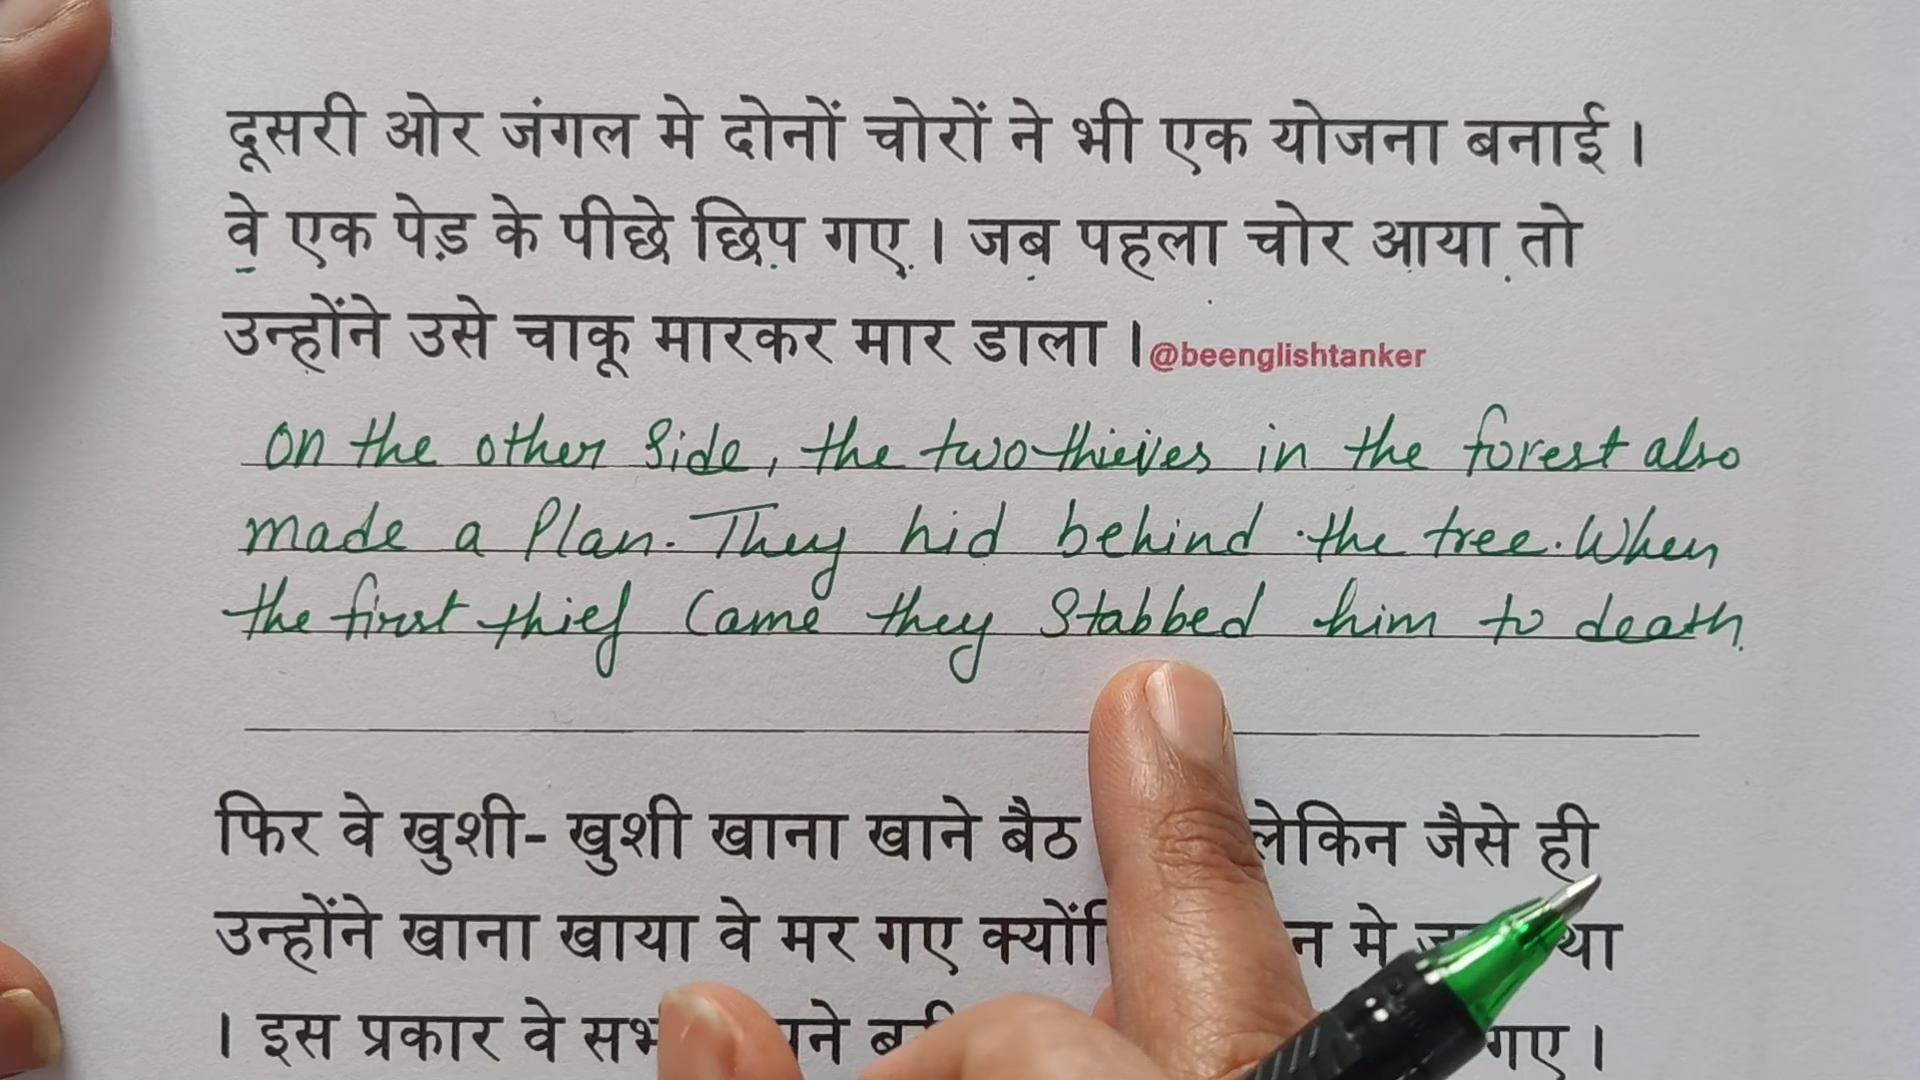 दूसरी ओर जंगल मे दोनों चोरों ने भी एक योजना बनाई।
वे एक पेड़ के पीछे छिप गए। जब पहला चोर आया तो
उन्होंने उसे चाकू मारकर मार डाला। @beenglishtanker
on the other side, the two thieves in the forest also
made a Plan. They hid behind the tree. When
the first thief Came they Stabbed him to death.
फिर वे खुशी- खुशी खाना खाने बैठ लेकिन जैसे ही
उन्होंने खाना खाया वे मर गए मे था
। इस प्रकार वे गए।